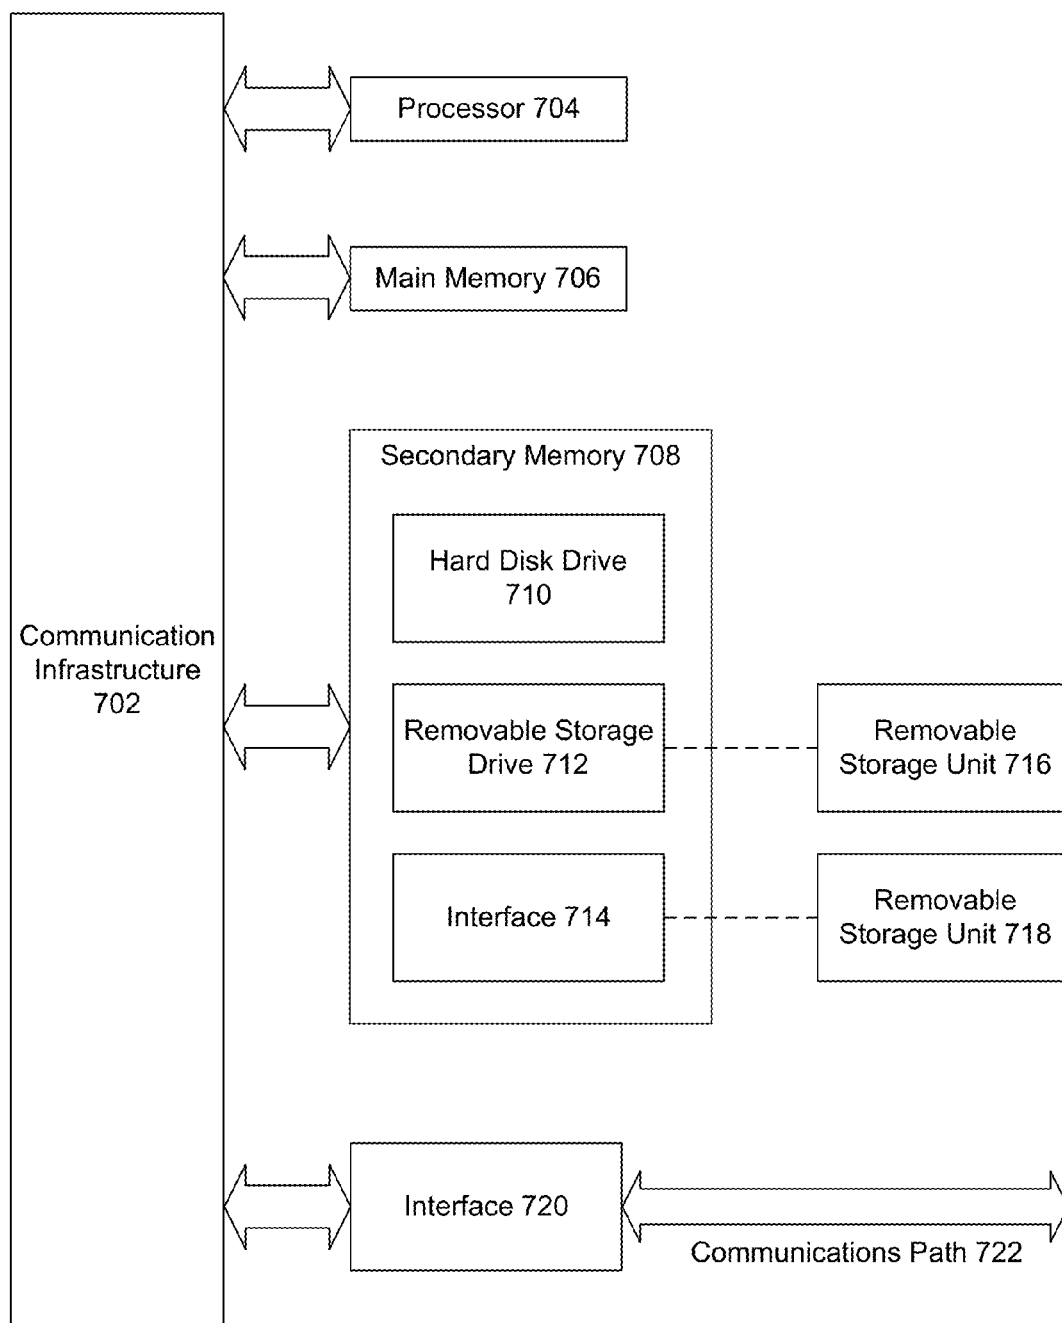 Processor 704
Main Memory 706
Secondary Memory 708
Hard Disk Drive
710
Communication
Infrastructure
702
Removable Storage
Drive 712
Removable
Storage Unit 716
Interface 714
Removable
Storage Unit 718
Interface 720
Communications Path 722